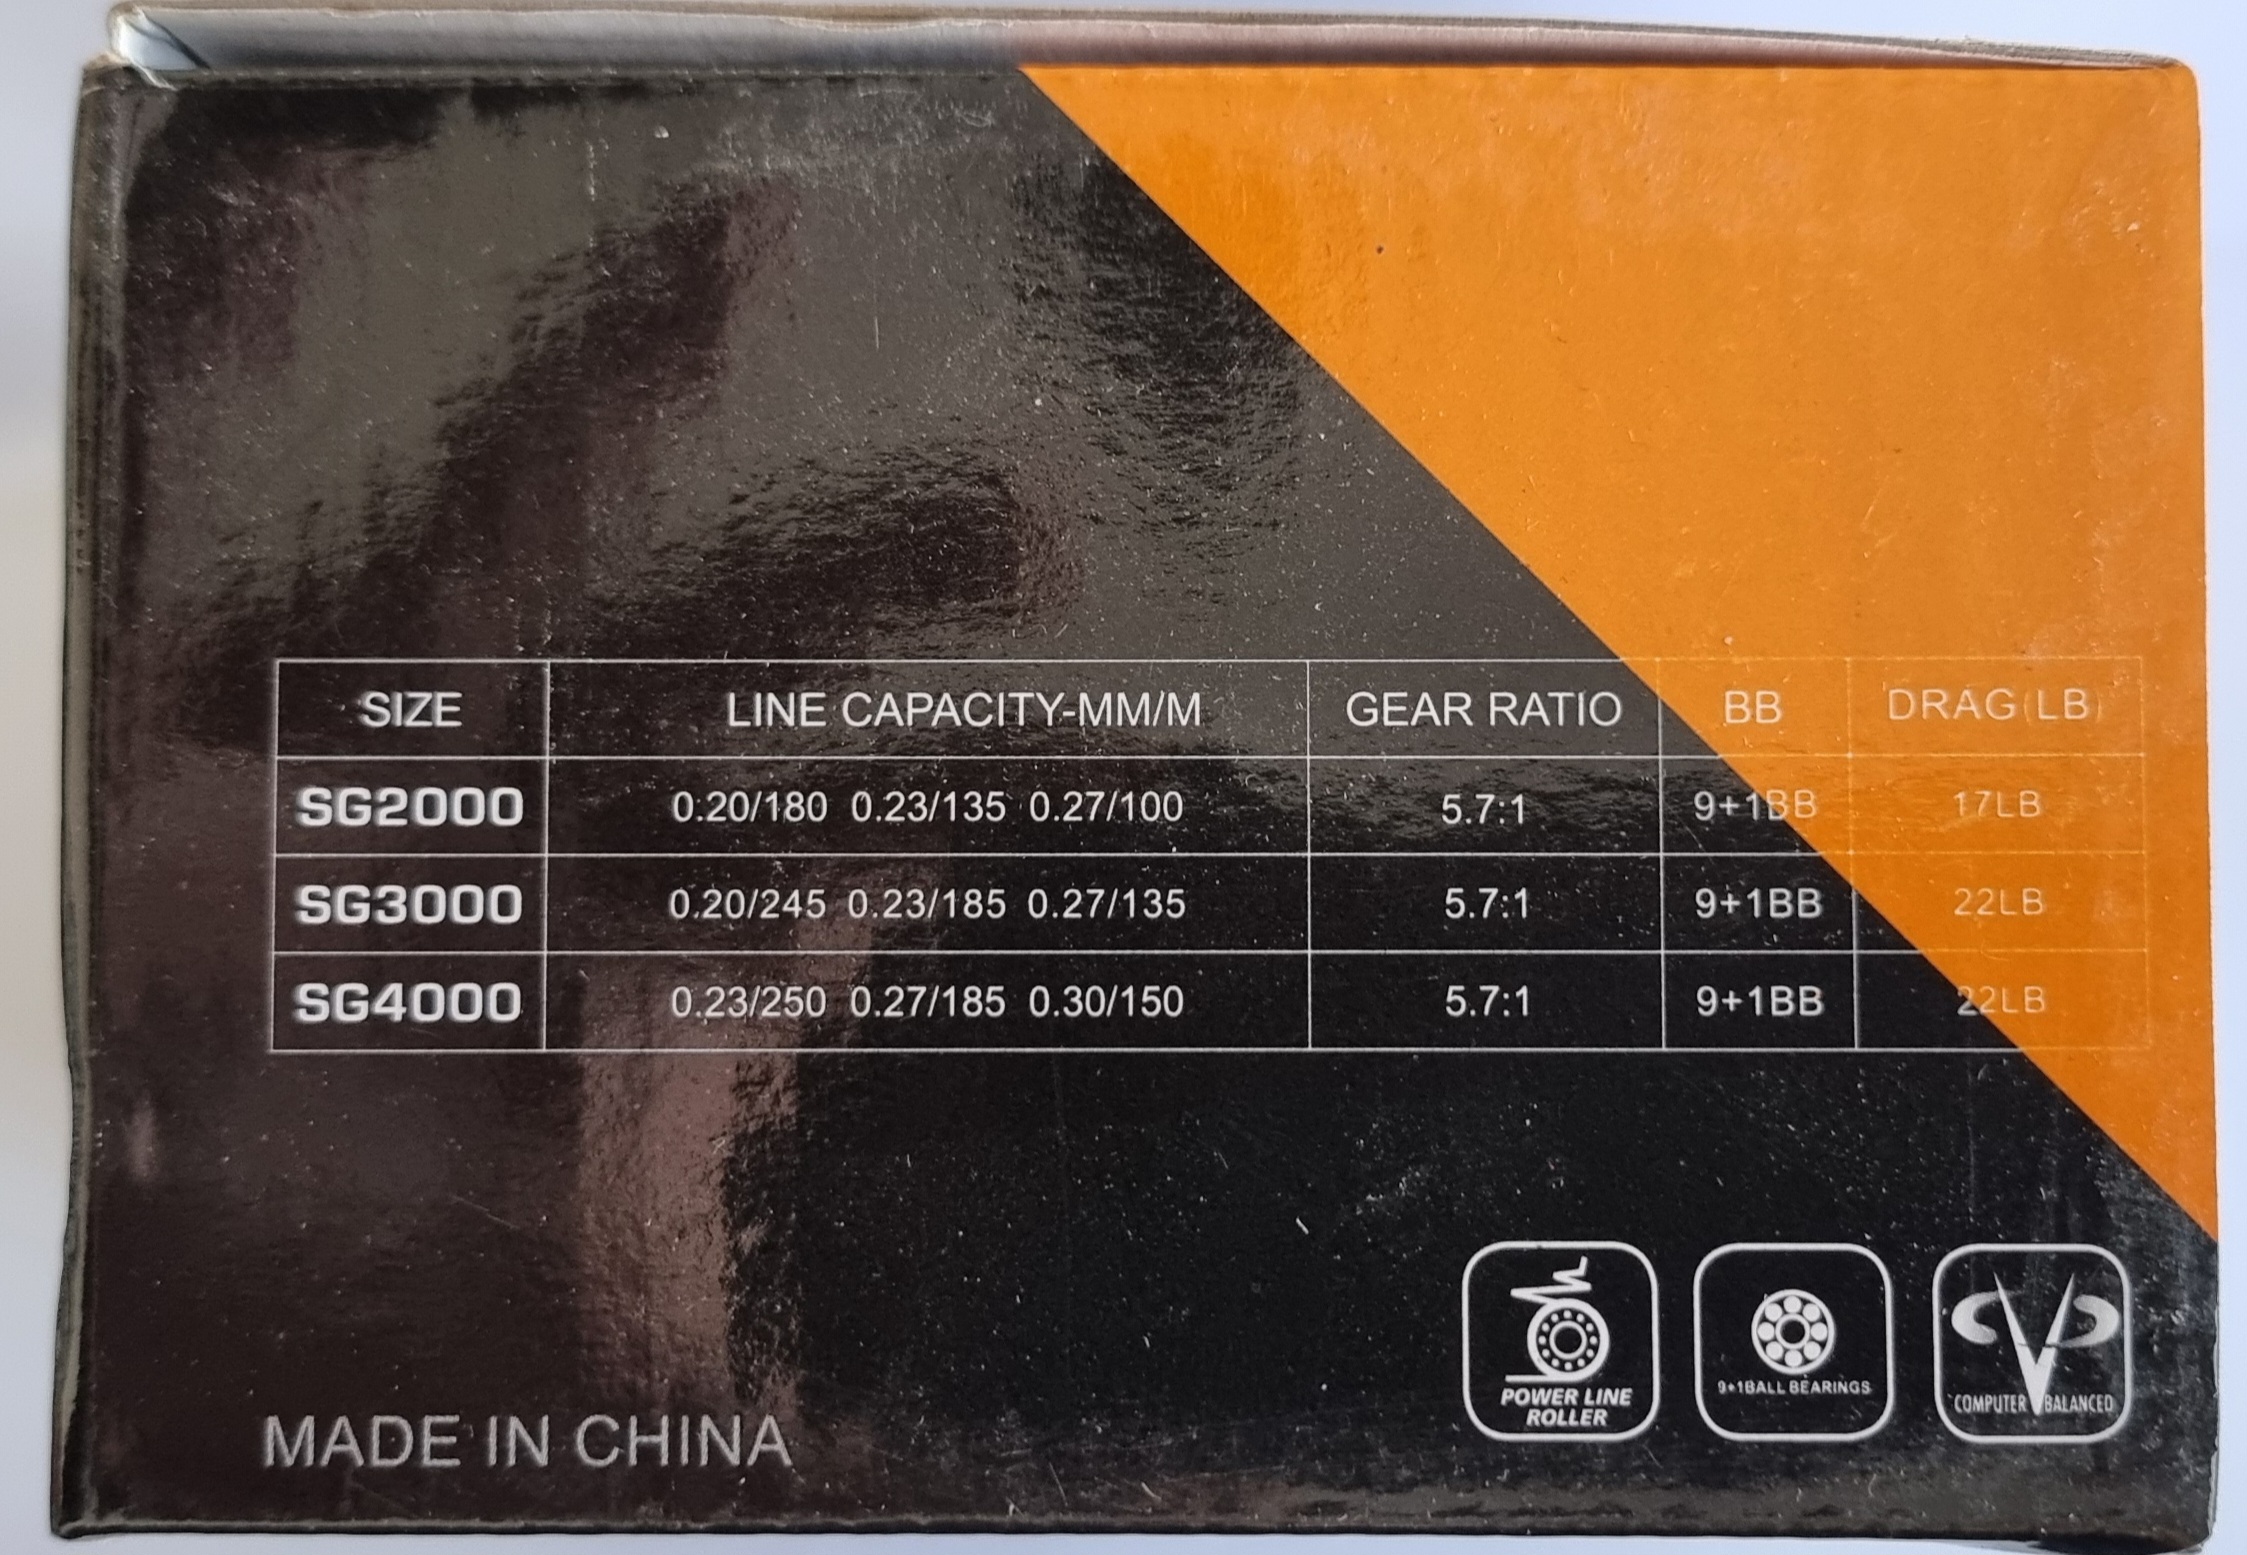 SIZE LINE CAPACITY-MM/M GEAR RATIO BB DRAG(LB)
SG2000 0.20/180 0.23/135 0.27/100 5.7:1 9+1BB 17LB
SG3000 0.20/245 0.23/185 0.27/135 5.7:1 9+1BB 22LB
SG4000 0.23/250 0.27/185 0.30/150 5.7:1 9+1BB 22LB
POWER LINE
ROLLER
9+1BALL BEARINGS
COMPUTER BALANCED
MADE IN CHINA